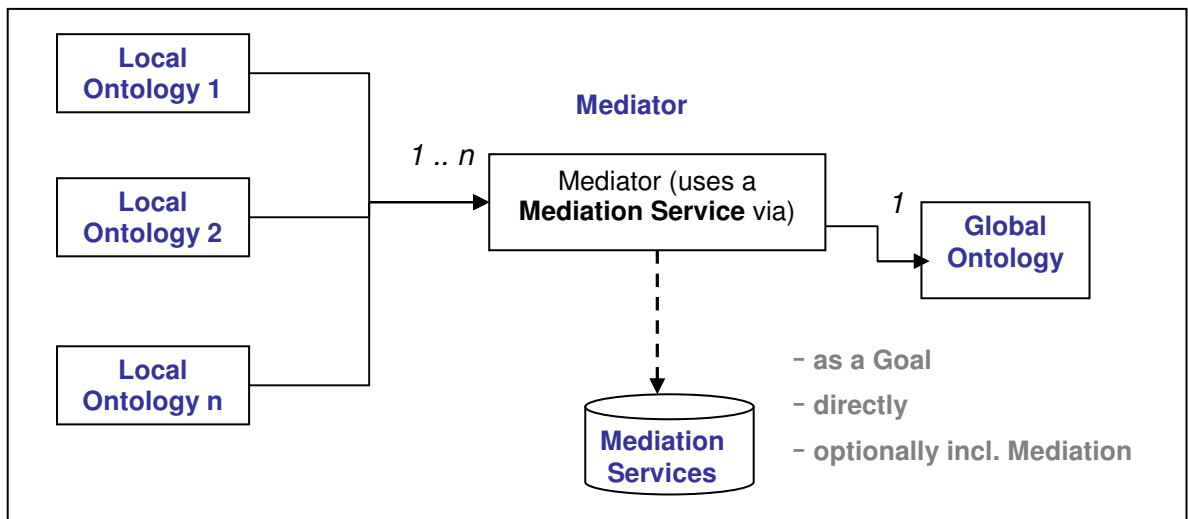 Local
Ontology 1
Mediator
1 .. n
Mediator (uses a
Mediation Service via)
Local
Ontology 2
1
Global
Ontology
Local
Ontology n
- as a Goal
- directly
- optionally incl. Mediation
Mediation
Services